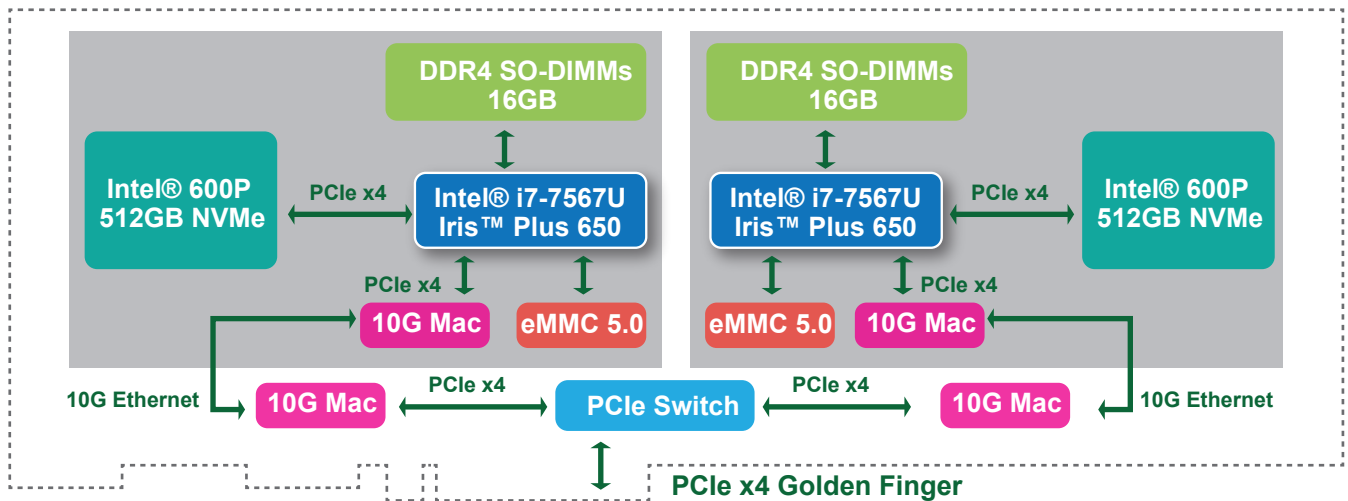 DDR4 SO-DIMMs
16GB
DDR4 SO-DIMMs
16GB
Intel® 600P
512GB NVMe
PCIe x4
Intel® i7-7567U
Iris™ Plus 650
Intel® i7-7567U
Iris™ Plus 650
PCIe x4
Intel® 600P
512GB NVMe
PCIe x4
PCIe x4
10G Mac
eMMC 5.0
eMMC 5.0
10G Mac
10G Ethernet
10G Mac
PCIe x4
PCIe Switch
PCIe x4
10G Mac
10G Ethernet
PCIe x4 Golden Finger